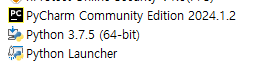 PyCharm Community Edition 2024.1.2
Python 3.7.5 (64-bit)
Python Launcher